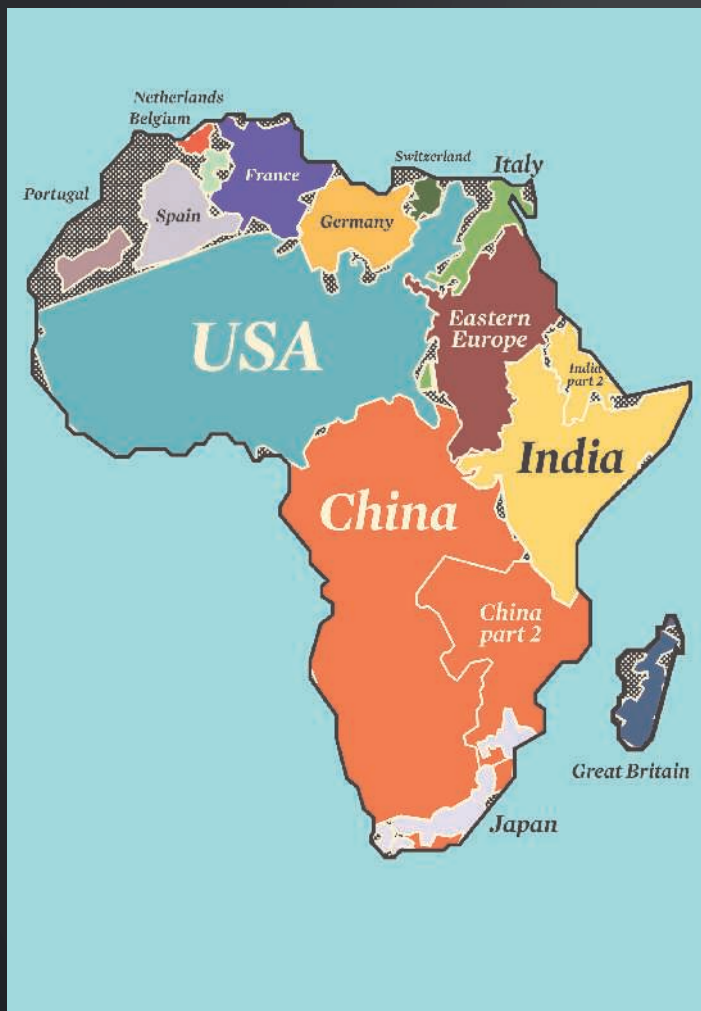 Netherlands
Belgium
Portugal
Spain
France
Germany
Switzerland
Italy
USA
Eastern
Europe
India
part 2
India
China
China
part 2
Great Britain
Japan